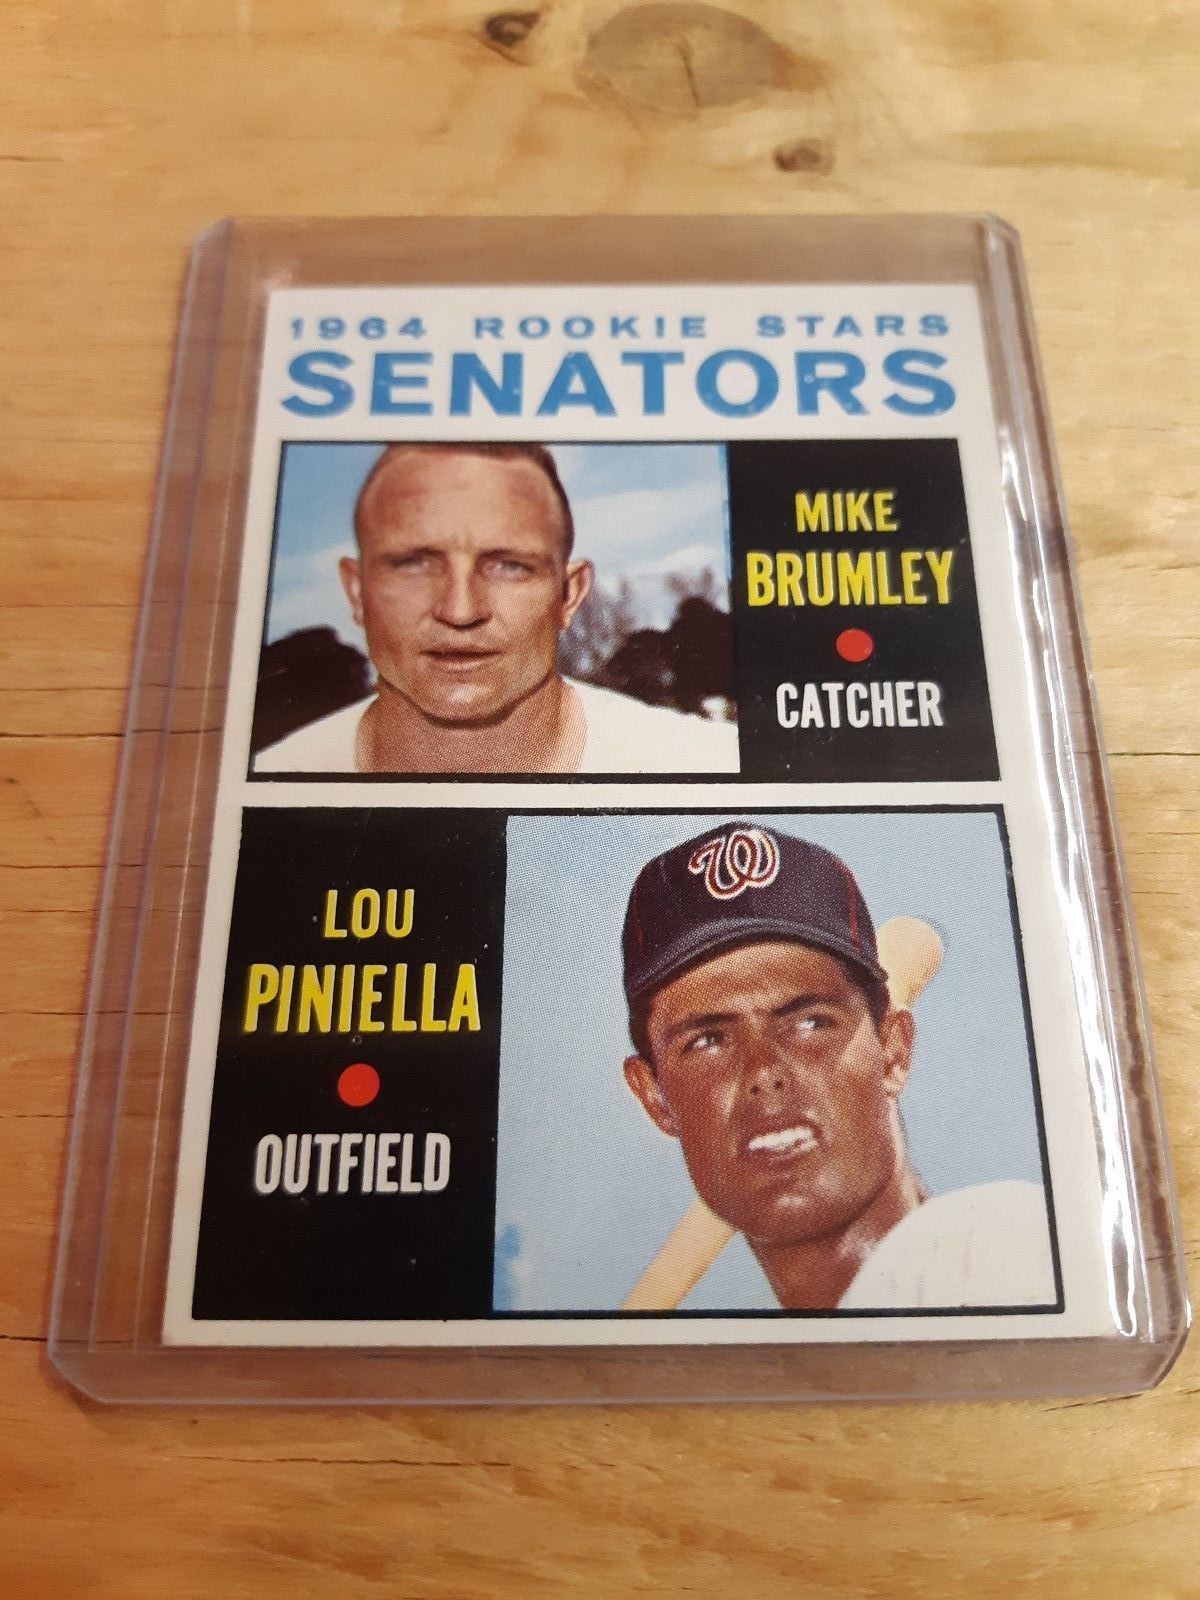 1964 ROOKIE STARS
SENATORS
MIKE
BRUMLEY
CATCHER
LOU
PINIELLA
OUTFIELD
W